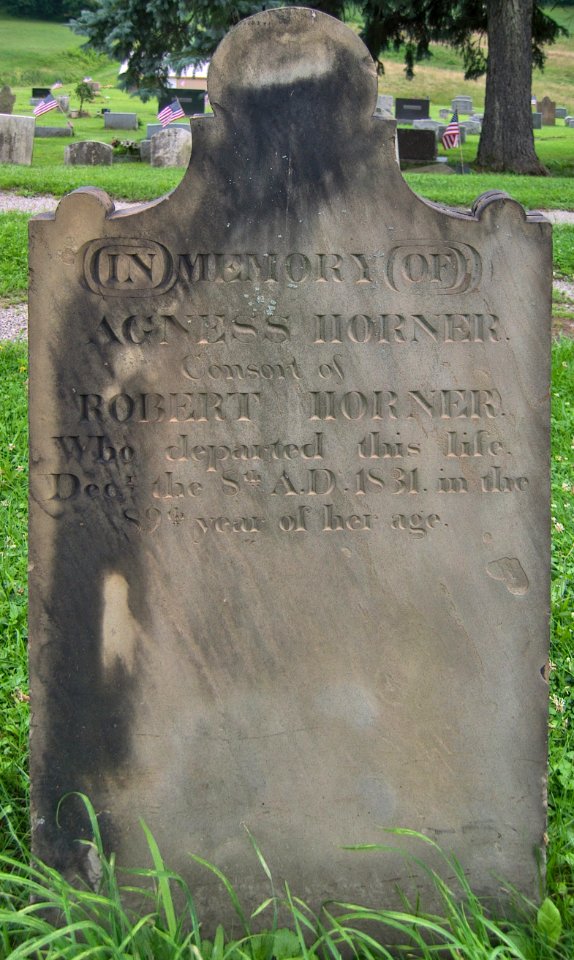 IN MEMORY OF
AGNESS HORNER.
Consort of
ROBERT HORNER.
Who departed this life.
Decr. the 8th A.D. 1831. in the
89th year of her age.